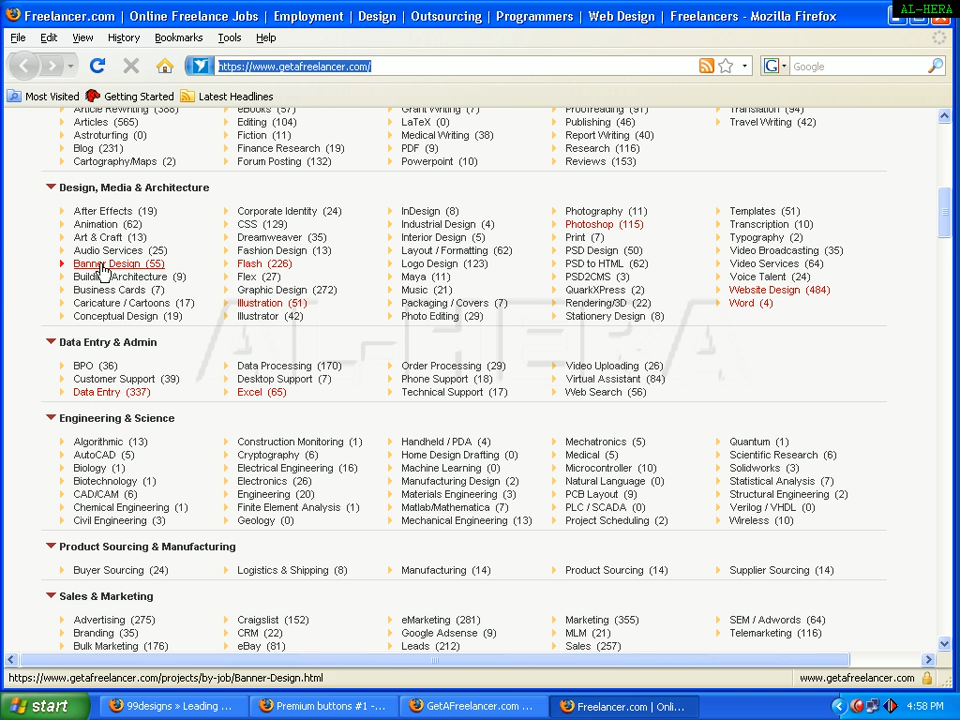 Freelancer.com | Online Freelance Jobs | Employment | Design | Outsourcing | Programmers | Web Design | Freelancers - Mozilla Firefox
AL-HERA
File Edit View History Bookmarks Tools Help
https://www.getafreelancer.com/
Google
Most Visited Getting Started Latest Headlines
Article Rewriting (388) eBooks (57) Grant Writing (7) Proofreading (91) Translation (94)
Articles (565) Editing (104) LaTeX (0) Publishing (46) Travel Writing (42)
Astroturfing (0) Fiction (11) Medical Writing (38) Report Writing (40)
Blog (231) Finance Research (19) PDF (9) Research (116)
Cartography/Maps (2) Forum Posting (132) Powerpoint (10) Reviews (153)
Design, Media & Architecture
After Effects (19) Corporate Identity (24) InDesign (8) Photography (11) Templates (51)
Animation (62) CSS (129) Industrial Design (4) Photoshop (115) Transcription (10)
Art & Craft (13) Dreamweaver (35) Interior Design (5) Print (7) Typography (2)
Audio Services (25) Fashion Design (13) Layout / Formatting (62) PSD Design (50) Video Broadcasting (35)
Banner Design (55) Flash (226) Logo Design (123) PSD to HTML (62) Video Services (64)
Building Architecture (9) Flex (27) Maya (11) PSD2CMS (3) Voice Talent (24)
Business Cards (7) Graphic Design (272) Music (21) QuarkXPress (2) Website Design (484)
Caricature / Cartoons (17) Illustration (51) Packaging / Covers (7) Rendering/3D (22) Word (4)
Conceptual Design (19) Illustrator (42) Photo Editing (29) Stationery Design (8)
AL-HERA
Data Entry & Admin
BPO (36) Data Processing (170) Order Processing (29) Video Uploading (26)
Customer Support (39) Desktop Support (7) Phone Support (18) Virtual Assistant (84)
Data Entry (337) Excel (65) Technical Support (17) Web Search (56)
Engineering & Science
Algorithmic (13) Construction Monitoring (1) Handheld / PDA (4) Mechatronics (5) Quantum (1)
AutoCAD (5) Cryptography (6) Home Design Drafting (0) Medical (5) Scientific Research (6)
Biology (1) Electrical Engineering (16) Machine Learning (0) Microcontroller (10) Solidworks (3)
Biotechnology (1) Electronics (26) Manufacturing Design (2) Natural Language (0) Statistical Analysis (7)
CAD/CAM (6) Engineering (20) Materials Engineering (3) PCB Layout (9) Structural Engineering (2)
Chemical Engineering (1) Finite Element Analysis (1) Matlab/Mathematica (7) PLC / SCADA (0) Verilog / VHDL (0)
Civil Engineering (3) Geology (0) Mechanical Engineering (13) Project Scheduling (2) Wireless (10)
Product Sourcing & Manufacturing
Buyer Sourcing (24) Logistics & Shipping (8) Manufacturing (14) Product Sourcing (14) Supplier Sourcing (14)
Sales & Marketing
Advertising (275) Craigslist (152) eMarketing (281) Marketing (355) SEM / Adwords (64)
Branding (35) CRM (22) Google Adsense (9) MLM (21) Telemarketing (116)
Bulk Marketing (176) eBay (81) Leads (212) Sales (257)
https://www.getafreelancer.com/projects/by-job/Banner-Design.html www.getafreelancer.com
start 99designs » Leading ... Premium buttons #1 -... GetAFreelancer.com ... Freelancer.com | Onli... 4:58 PM